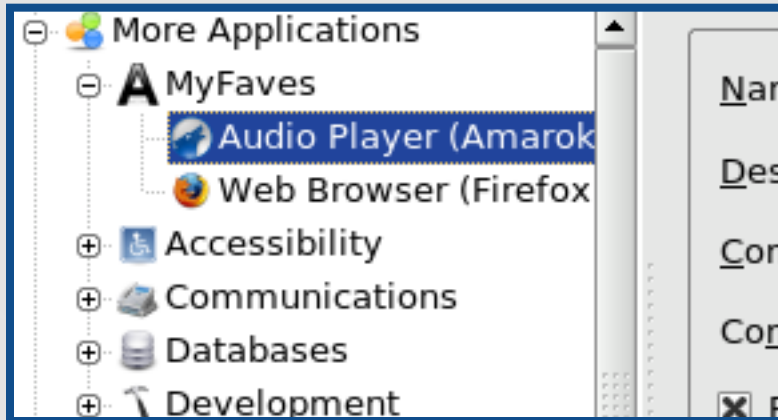 More Applications
MyFaves
Audio Player (Amarok
Web Browser (Firefox
Accessibility
Communications
Databases
Development